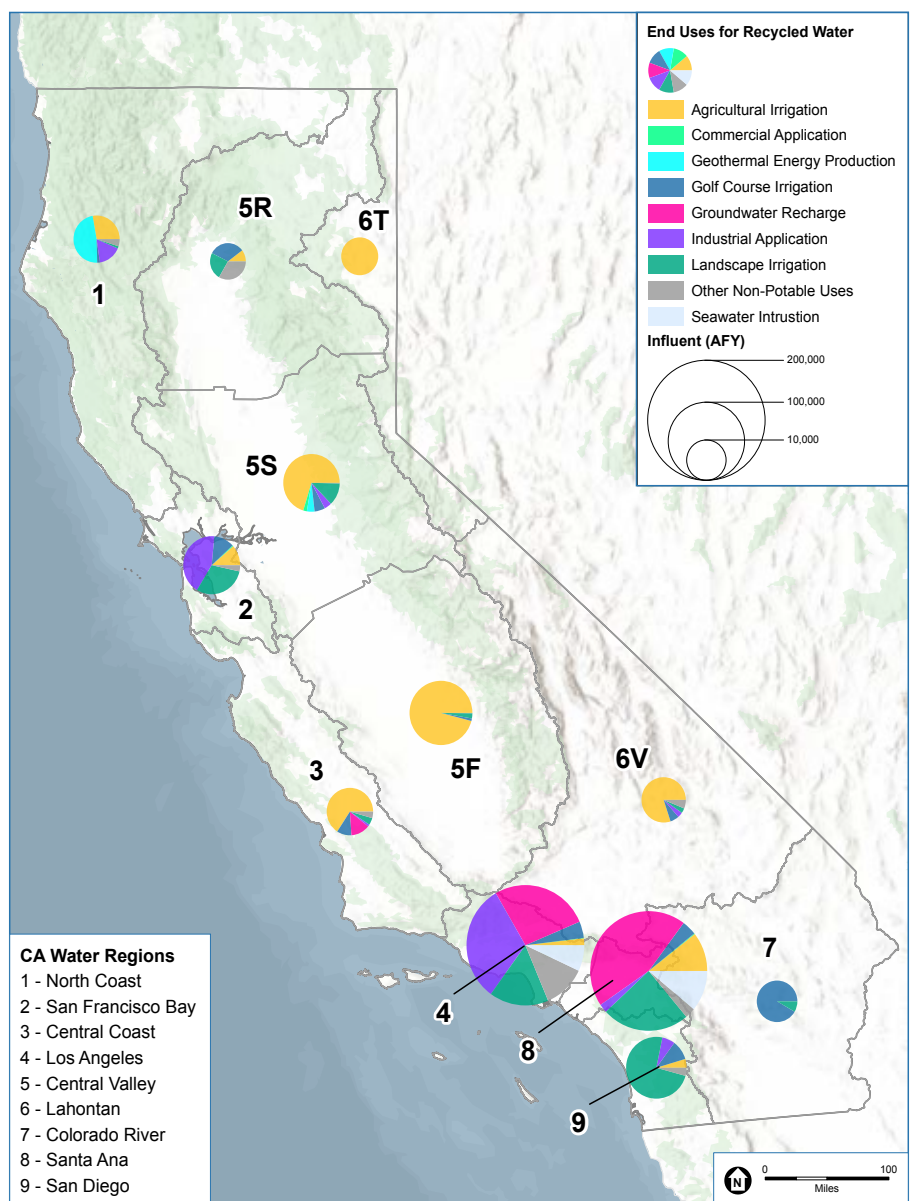 End Uses for Recycled Water
Agricultural Irrigation
Commercial Application
Geothermal Energy Production
Golf Course Irrigation
Groundwater Recharge
Industrial Application
Landscape Irrigation
Other Non-Potable Uses
Seawater Intrustion
Influent (AFY)
200,000
100,000
10,000
5R
6T
1
5S
2
5F
3
6V
7
4
8
9
CA Water Regions
1 - North Coast
2 - San Francisco Bay
3 - Central Coast
4 - Los Angeles
5 - Central Valley
6 - Lahontan
7 - Colorado River
8 - Santa Ana
9 - San Diego
N
0 100
Miles